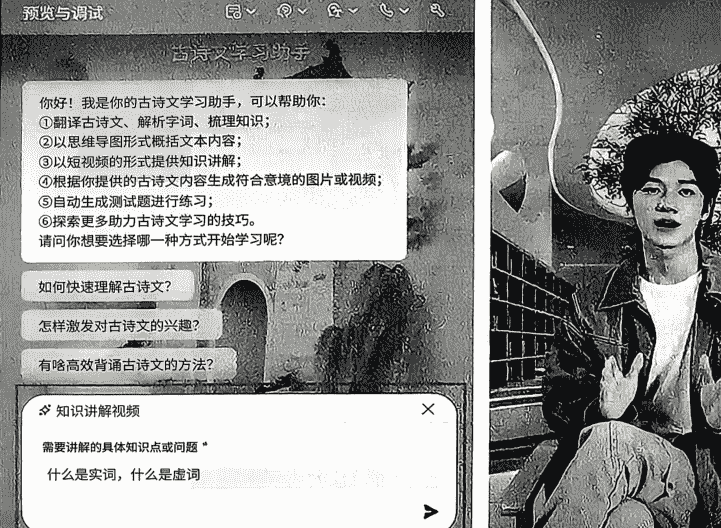 预览与调试
古诗文学习助手
你好！我是你的古诗文学习助手，可以帮助你：
①翻译古诗文、解析字词、梳理知识；
②以思维导图形式概括文本内容；
③以短视频的形式提供知识讲解；
④根据你提供的古诗文内容生成符合意境的图片或视频；
⑤自动生成测试题进行练习；
⑥探索更多助力古诗文学习的技巧。
请问你想要选择哪一种方式开始学习呢？
如何快速理解古诗文？
怎样激发对古诗文的兴趣？
有啥高效背诵古诗文的方法？
知识讲解视频
需要讲解的具体知识点或问题 *
什么是实词，什么是虚词